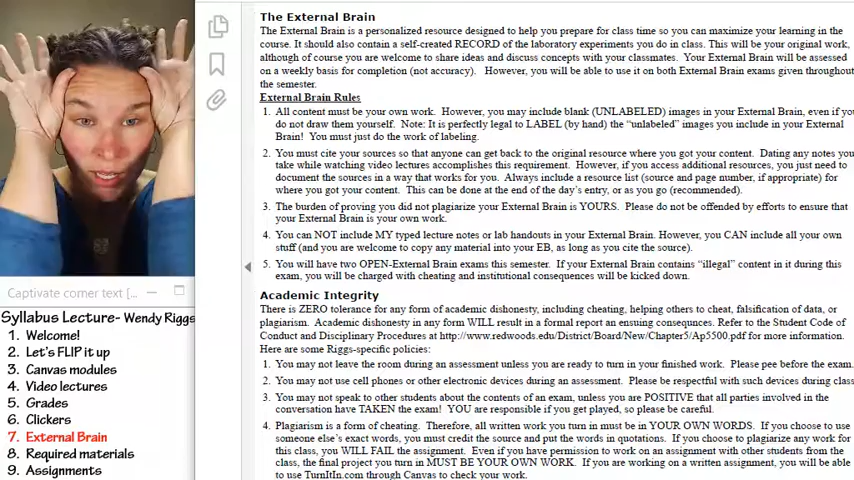 The External Brain
The External Brain is a personalized resource designed to help you prepare for class time so you can maximize your learning in the
course. It should also contain a self-created RECORD of the laboratory experiments you do in class. This will be your original work,
although of course you are welcome to share ideas and discuss concepts with your classmates. Your External Brain will be assessed
on a weekly basis for completion (not accuracy). However, you will be able to use it on both External Brain exams given throughout
the semester.
External Brain Rules
1. All content must be your own work. However, you may include blank (UNLABELED) images in your External Brain, even if you
do not draw them yourself. Note: It is perfectly legal to LABEL (by hand) the "unlabeled" images you include in your External
Brain! You must just do the work of labeling.
2. You must cite your sources so that anyone can get back to the original resource where you got your content. Dating any notes you
take while watching video lectures accomplishes this requirement. However, if you access additional resources, you just need to
document the sources in a way that works for you. Always include a resource list (source and page number, if appropriate) for
where you got your content. This can be done at the end of the day's entry, or as you go (recommended).
3. The burden of proving you did not plagiarize your External Brain is YOURS. Please do not be offended by efforts to ensure that
your External Brain is your own work.
4. You can NOT include MY typed lecture notes or lab handouts in your External Brain. However, you CAN include all your own
stuff (and you are welcome to copy any material into your EB, as long as you cite the source).
5. You will have two OPEN-External Brain exams this semester. If your External Brain contains "illegal" content in it during this
exam, you will be charged with cheating and institutional consequences will be kicked down.
Academic Integrity
There is ZERO tolerance for any form of academic dishonesty, including cheating, helping others to cheat, falsification of data, or
plagiarism. Academic dishonesty in any form WILL result in a formal report an ensuing consequnces. Refer to the Student Code of
Conduct and Disciplinary Procedures at http://www.redwoods.edu/District/Board/New/Chapter5/Ap5500.pdf for more information.
Here are some Riggs-specific policies:
1. You may not leave the room during an assessment unless you are ready to turn in your finished work. Please pee before the exam.
2. You may not use cell phones or other electronic devices during an assessment. Please be respectful with such devices during class
3. You may not speak to other students about the contents of an exam, unless you are POSITIVE that all parties involved in the
conversation have TAKEN the exam! YOU are responsible if you get played, so please be careful.
4. Plagiarism is a form of cheating. Therefore, all written work you turn in must be in YOUR OWN WORDS. If you choose to use
someone else's exact words, you must credit the source and put the words in quotations. If you choose to plagiarize any work for
this class, you WILL FAIL the assignment. Even if you have permission to work on an assignment with other students from the
class, the final project you turn in MUST BE YOUR OWN WORK. If you are working on a written assignment, you will be able
to use TurnItIn.com through Canvas to check your work.
Captivate corner text [...
Syllabus Lecture- Wendy Riggs
1. Welcome!
2. Let's FLIP it up
3. Canvas modules
4. Video lectures
5. Grades
6. Clickers
7. External Brain
8. Required materials
9. Assignments